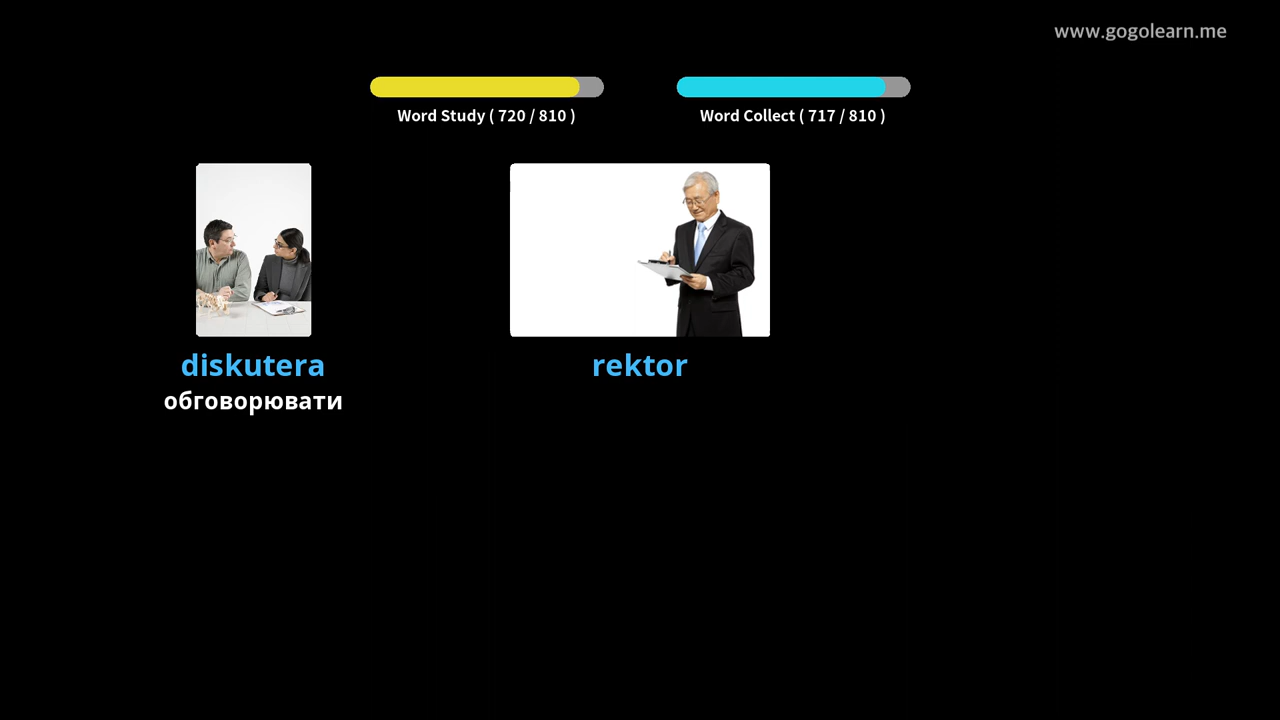 www.gogolearn.me
Word Study ( 720 / 810 )
Word Collect ( 717 / 810 )
diskutera
обговорювати
rektor